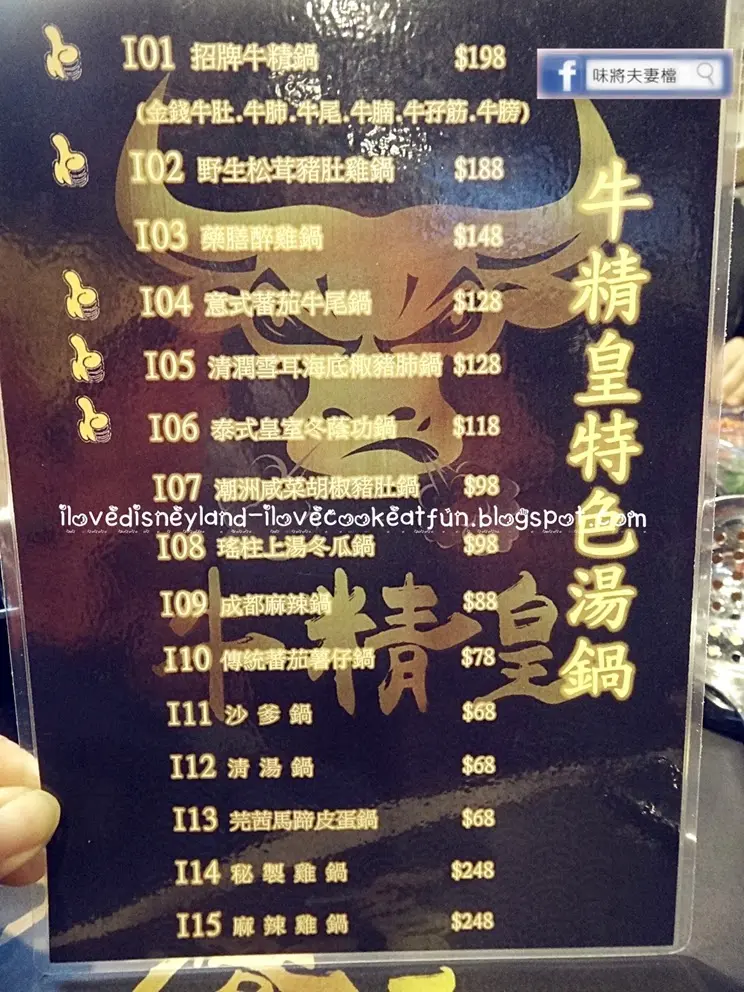 I01 招牌牛精鍋 $198
味將夫妻檔
(金錢牛肚.牛肺.牛尾.牛腩.牛孖筋.牛膀)
I02 野生松茸豬肚雞鍋 $188
I03 藥膳醉雞鍋 $148
I04 意式蕃茄牛尾鍋 $128
I05 清潤雪耳海底椰豬肺鍋 $128
I06 泰式皇室冬蔭功鍋 $118
I07 潮洲咸菜胡椒豬肚鍋 $98
ilovedisneyland-ilovecookeatfun.blogspot.com
I08 瑤柱上湯冬瓜鍋 $98
I09 成都麻辣鍋 $88
I10 傳統蕃茄薯仔鍋 $78
I11 沙爹鍋 $68
I12 清湯鍋 $68
I13 芫茜馬蹄皮蛋鍋 $68
I14 秘製雞鍋 $248
I15 麻辣雞鍋 $248
牛精皇特色湯鍋
牛精皇